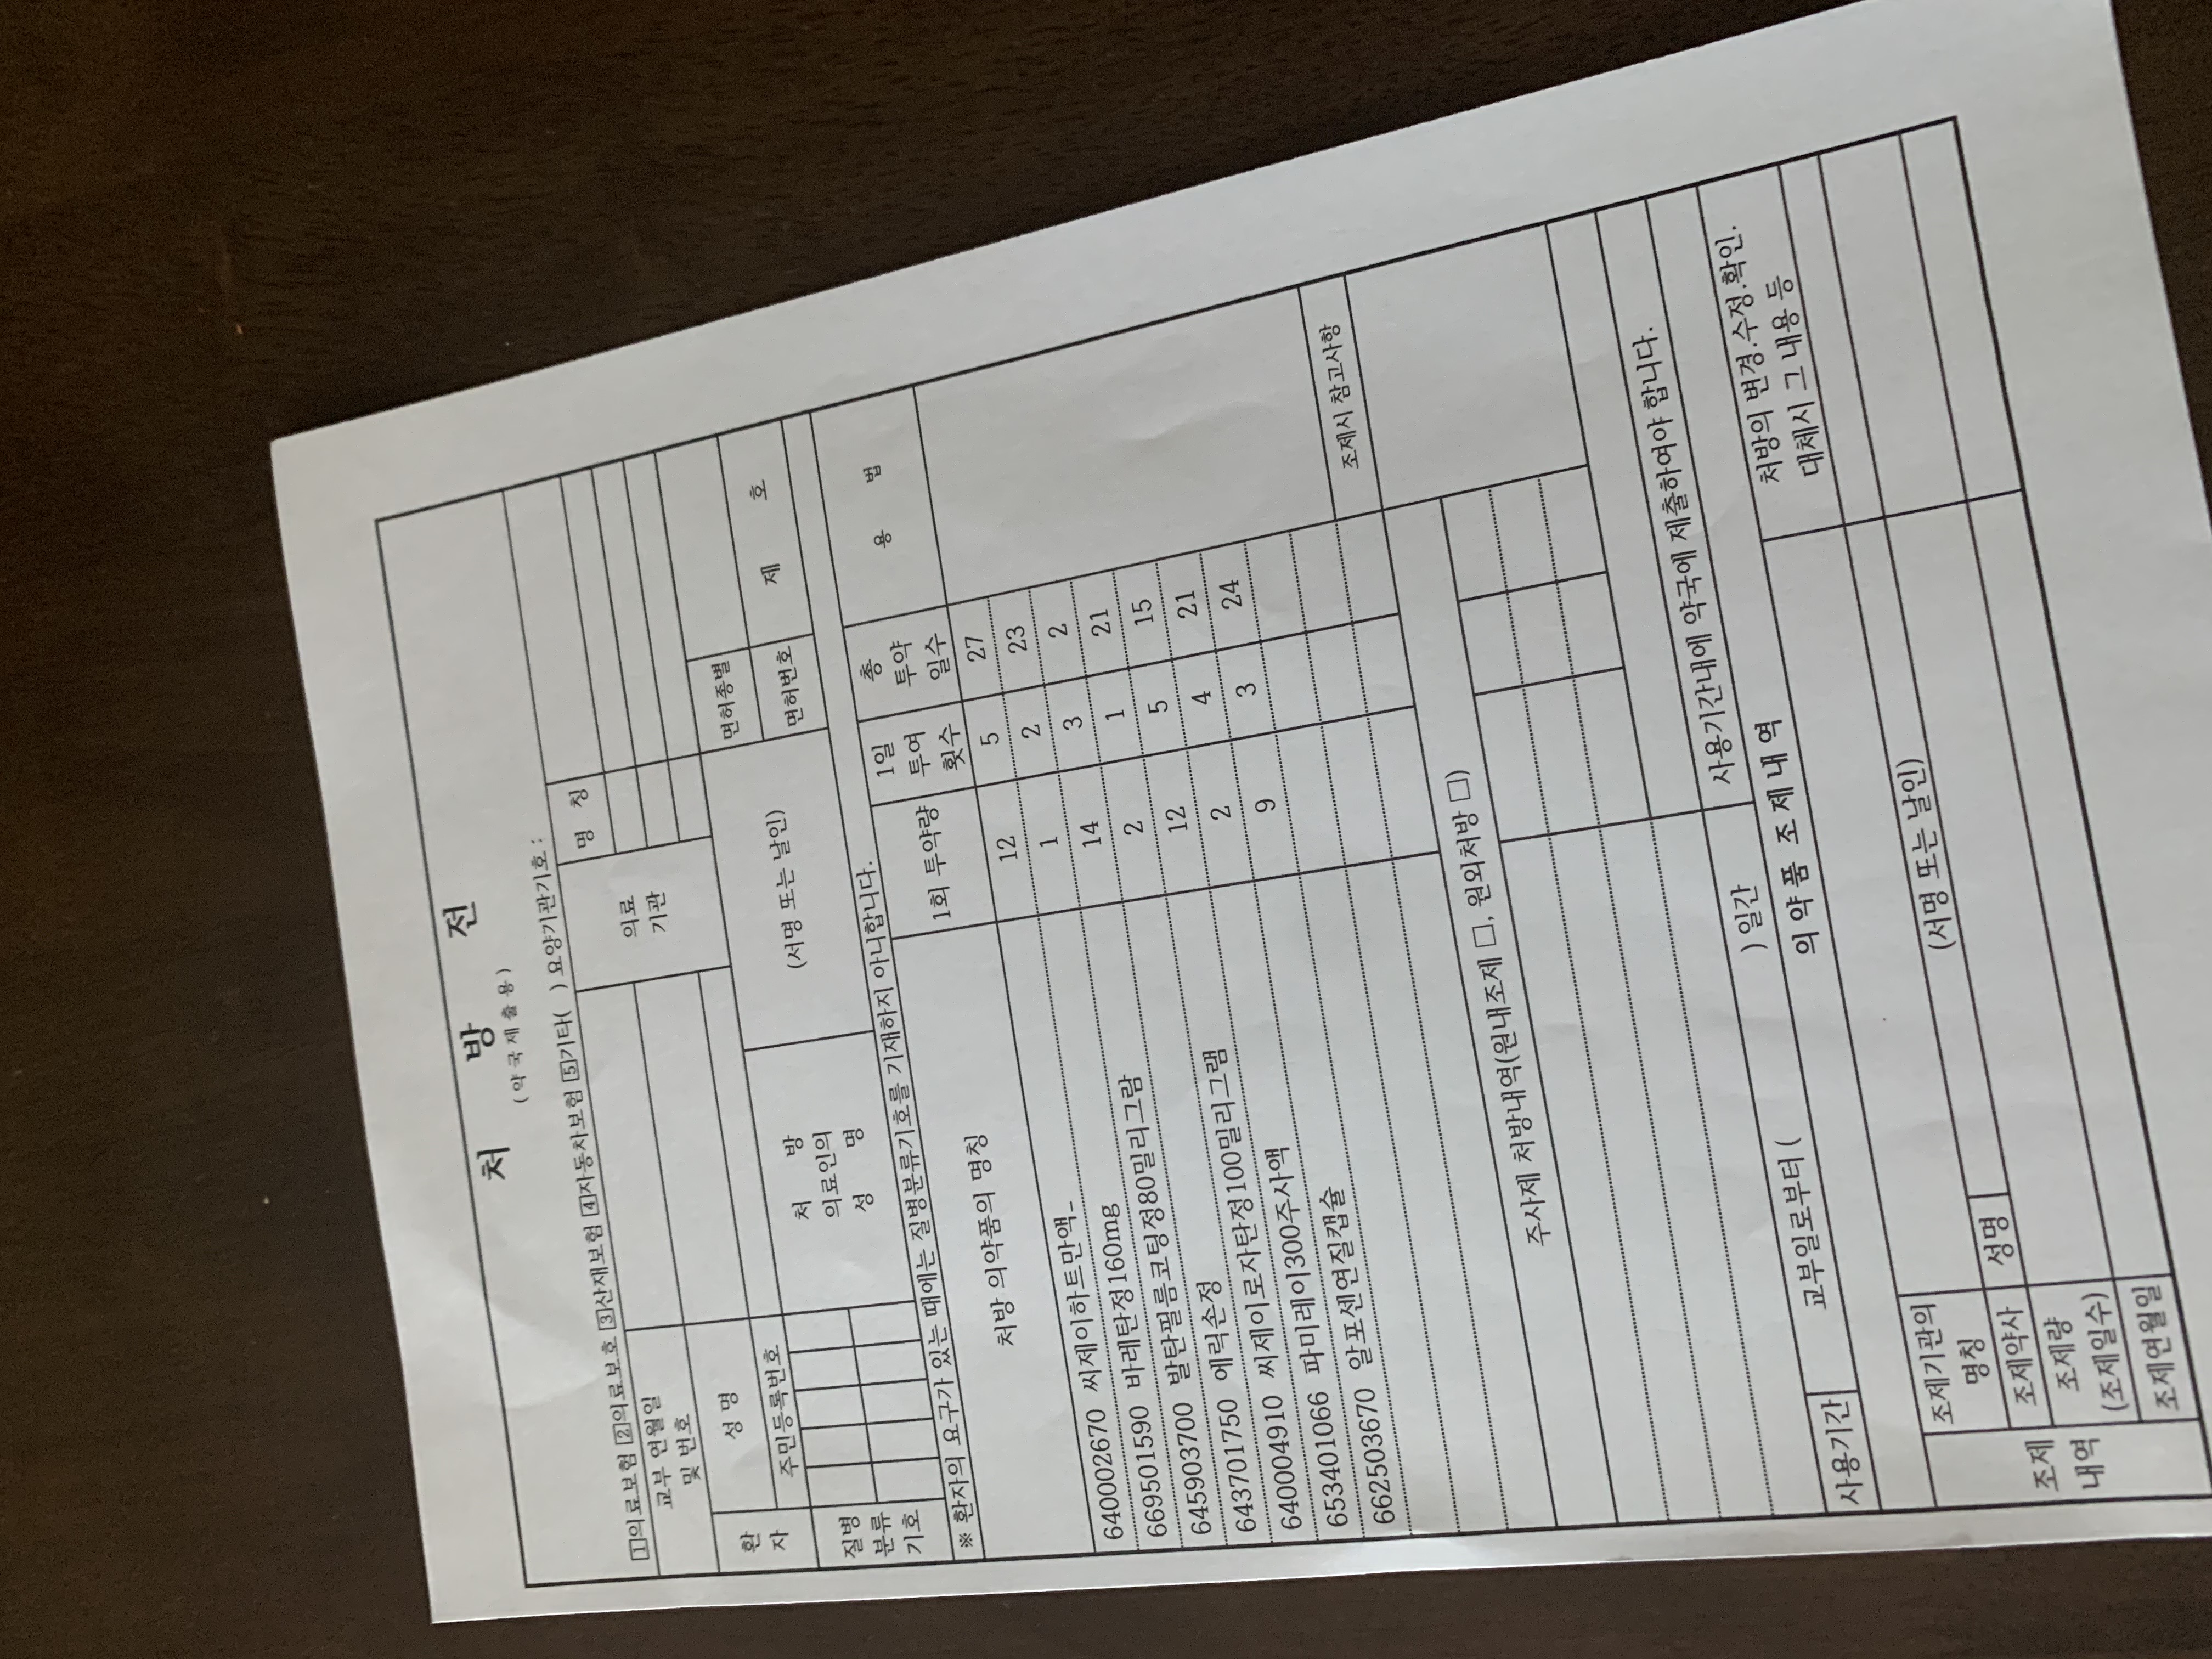 처 방 전
(약국제출용)
1의료보험 2의료보호 3산재보험 4자동차보험 5기타( ) 요양기관기호 :
교부 연월일 및 번호
의료 기관
명 칭
환 자
성 명
주민등록번호
질병 분류 기호
처 방 의료인의 성 명
(서명 또는 날인)
면허종별
면허번호
제 호
※ 환자의 요구가 있는 때에는 질병분류기호를 기재하지 아니합니다.
처방 의약품의 명칭 1회 투약량 1일 투여 횟수 총 투약 일수 용 법
640002670 씨제이하트만액_ 12 5 27
669501590 바레탄정160mg 1 2 23
645903700 발탄필름코팅정80밀리그람 14 3 2
643701750 에릭손정 2 1 21
640004910 씨제이로자탄정100밀리그램 12 5 15
653401066 파미레이300주사액 2 4 21
662503670 알포센연질캡슐 9 3 24
조제시 참고사항
주사제 처방내역(원내조제 □, 원외처방 □)
사용기간 교부일로부터 ( ) 일간 사용기간내에 약국에 제출하여야 합니다.
의 약 품 조 제 내 역
조제 내역
조제기관의 명칭
처방의 변경.수정.확인.
대체시 그 내용 등
조제약사 성명 (서명 또는 날인)
조제량
(조제일수)
조제연월일